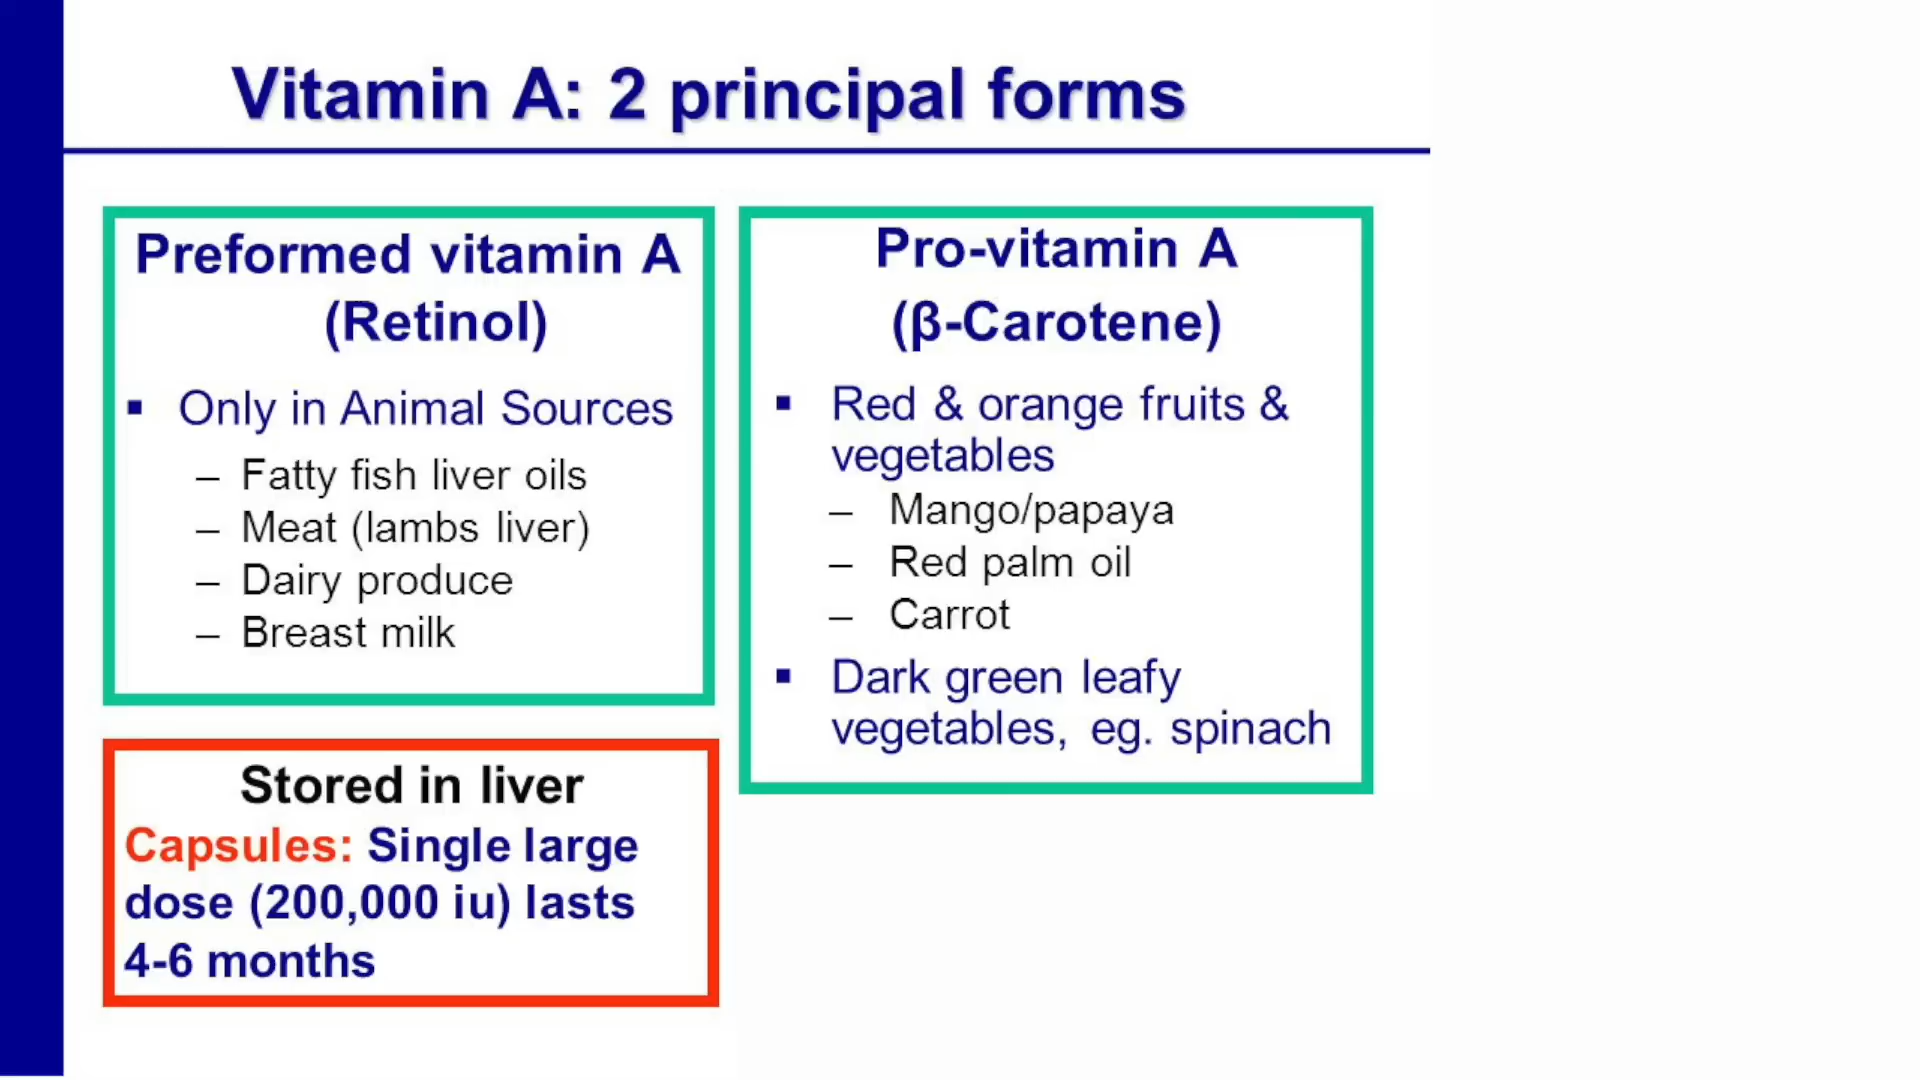 Vitamin A: 2 principal forms
Preformed vitamin A
(Retinol)
▪ Only in Animal Sources
– Fatty fish liver oils
– Meat (lambs liver)
– Dairy produce
– Breast milk
Stored in liver
Capsules: Single large
dose (200,000 iu) lasts
4-6 months
Pro-vitamin A
(β-Carotene)
▪ Red & orange fruits &
vegetables
– Mango/papaya
– Red palm oil
– Carrot
▪ Dark green leafy
vegetables, eg. spinach